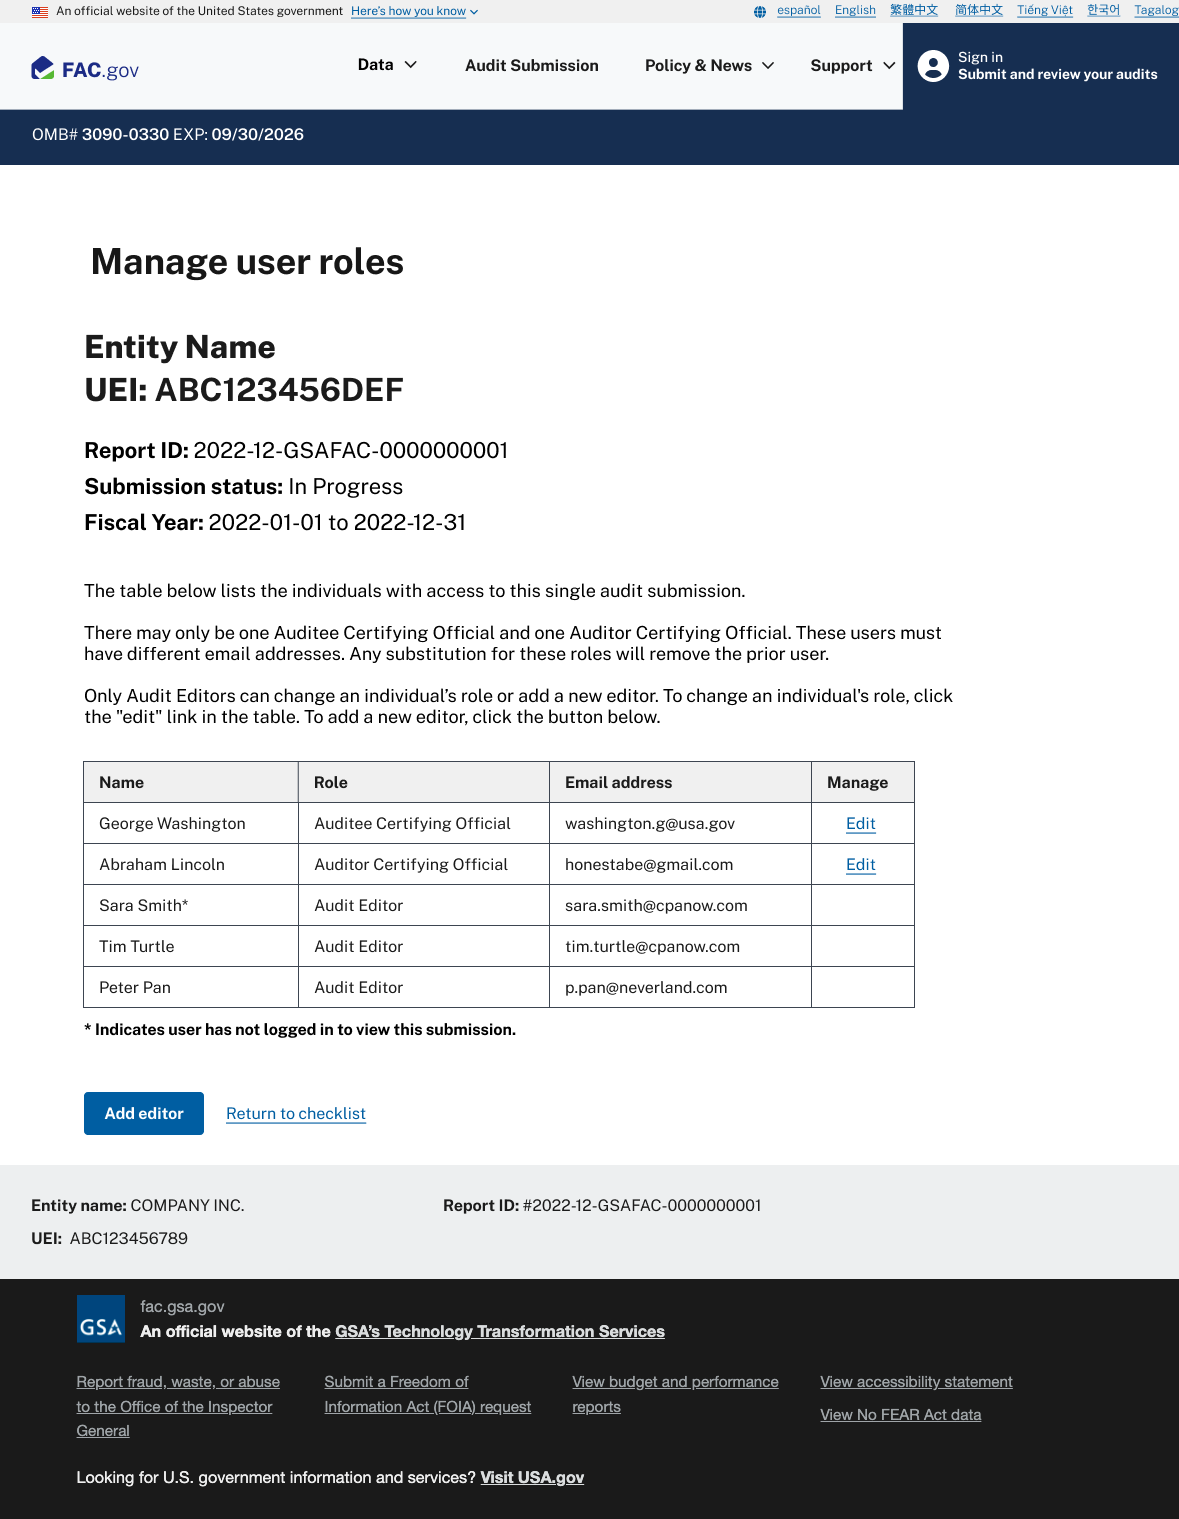 An official website of the United States government Here's how you know
español English 繁體中文 简体中文 Tiếng Việt 한국어 Tagalog
FAC.gov
Data Audit Submission Policy & News Support
Sign in
Submit and review your audits
OMB# 3090-0330 EXP: 09/30/2026
Manage user roles
Entity Name
UEI: ABC123456DEF
Report ID: 2022-12-GSAFAC-0000000001
Submission status: In Progress
Fiscal Year: 2022-01-01 to 2022-12-31
The table below lists the individuals with access to this single audit submission.
There may only be one Auditee Certifying Official and one Auditor Certifying Official. These users must
have different email addresses. Any substitution for these roles will remove the prior user.
Only Audit Editors can change an individual’s role or add a new editor. To change an individual's role, click
the "edit" link in the table. To add a new editor, click the button below.
Name Role Email address Manage
George Washington Auditee Certifying Official washington.g@usa.gov Edit
Abraham Lincoln Auditor Certifying Official honestabe@gmail.com Edit
Sara Smith* Audit Editor sara.smith@cpanow.com
Tim Turtle Audit Editor tim.turtle@cpanow.com
Peter Pan Audit Editor p.pan@neverland.com
* Indicates user has not logged in to view this submission.
Add editor Return to checklist
Entity name: COMPANY INC. Report ID: #2022-12-GSAFAC-0000000001
UEI: ABC123456789
GSA
fac.gsa.gov
An official website of the GSA's Technology Transformation Services
Report fraud, waste, or abuse
to the Office of the Inspector
General
Submit a Freedom of
Information Act (FOIA) request
View budget and performance
reports
View accessibility statement
View No FEAR Act data
Looking for U.S. government information and services? Visit USA.gov